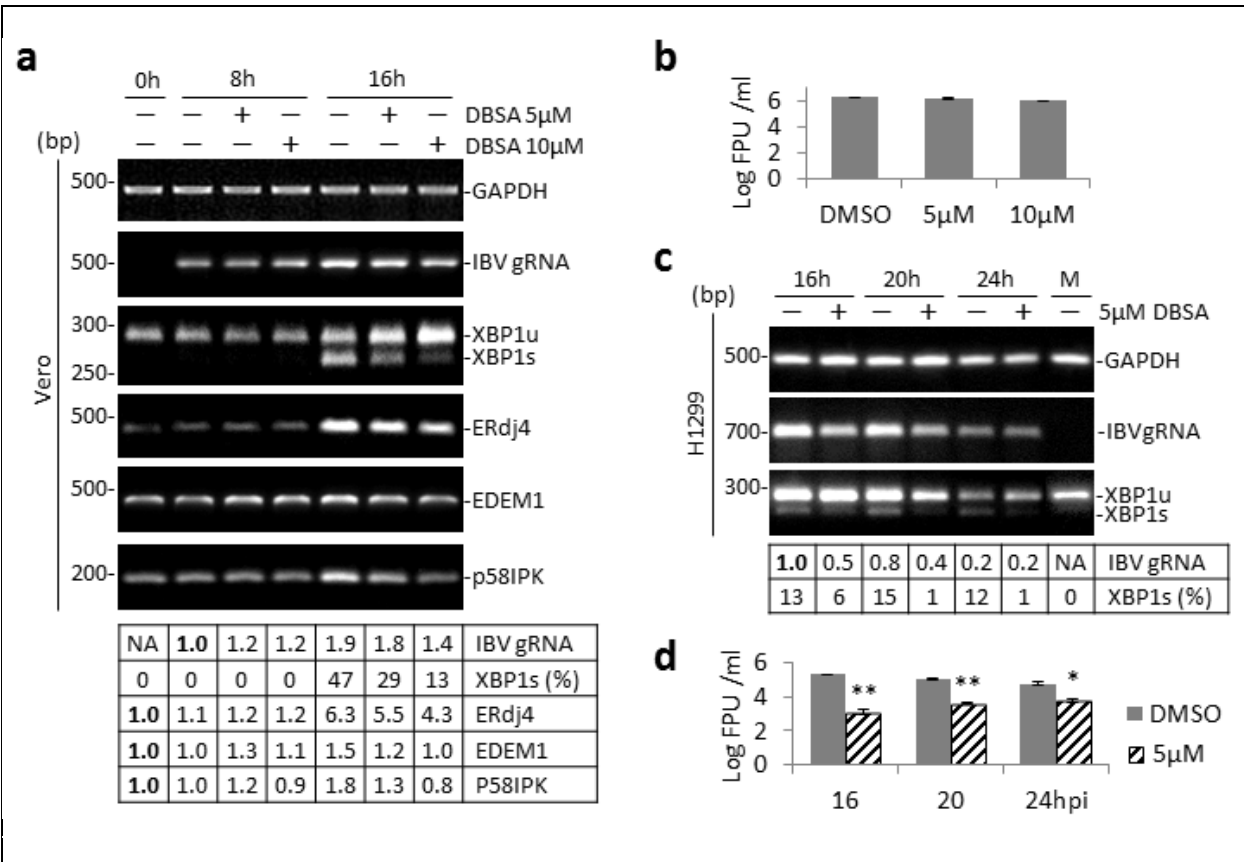 a
0h 8h 16h
— — + — — + — DBSA 5µM
— — — + — — + DBSA 10µM
(bp)
Vero
500- -GAPDH
500- -IBV gRNA
300- -XBP1u
-XBP1s
250-
500- -ERdj4
500- -EDEM1
200- -p58IPK
NA 1.0 1.2 1.2 1.9 1.8 1.4 IBV gRNA
0 0 0 0 47 29 13 XBP1s (%)
1.0 1.1 1.2 1.2 6.3 5.5 4.3 ERdj4
1.0 1.0 1.3 1.1 1.5 1.2 1.0 EDEM1
1.0 1.0 1.2 0.9 1.8 1.3 0.8 P58IPK
b
Log FPU /ml
6
4
2
0
DMSO 5µM 10µM
c
16h 20h 24h M
(bp)
— + — + — + — 5µM DBSA
H1299
500- -GAPDH
700- -IBVgRNA
300- -XBP1u
-XBP1s
1.0 0.5 0.8 0.4 0.2 0.2 NA IBV gRNA
13 6 15 1 12 1 0 XBP1s (%)
d
Log FPU /ml
6
4
2
0
** ** *
16 20 24hpi
DMSO
5µM